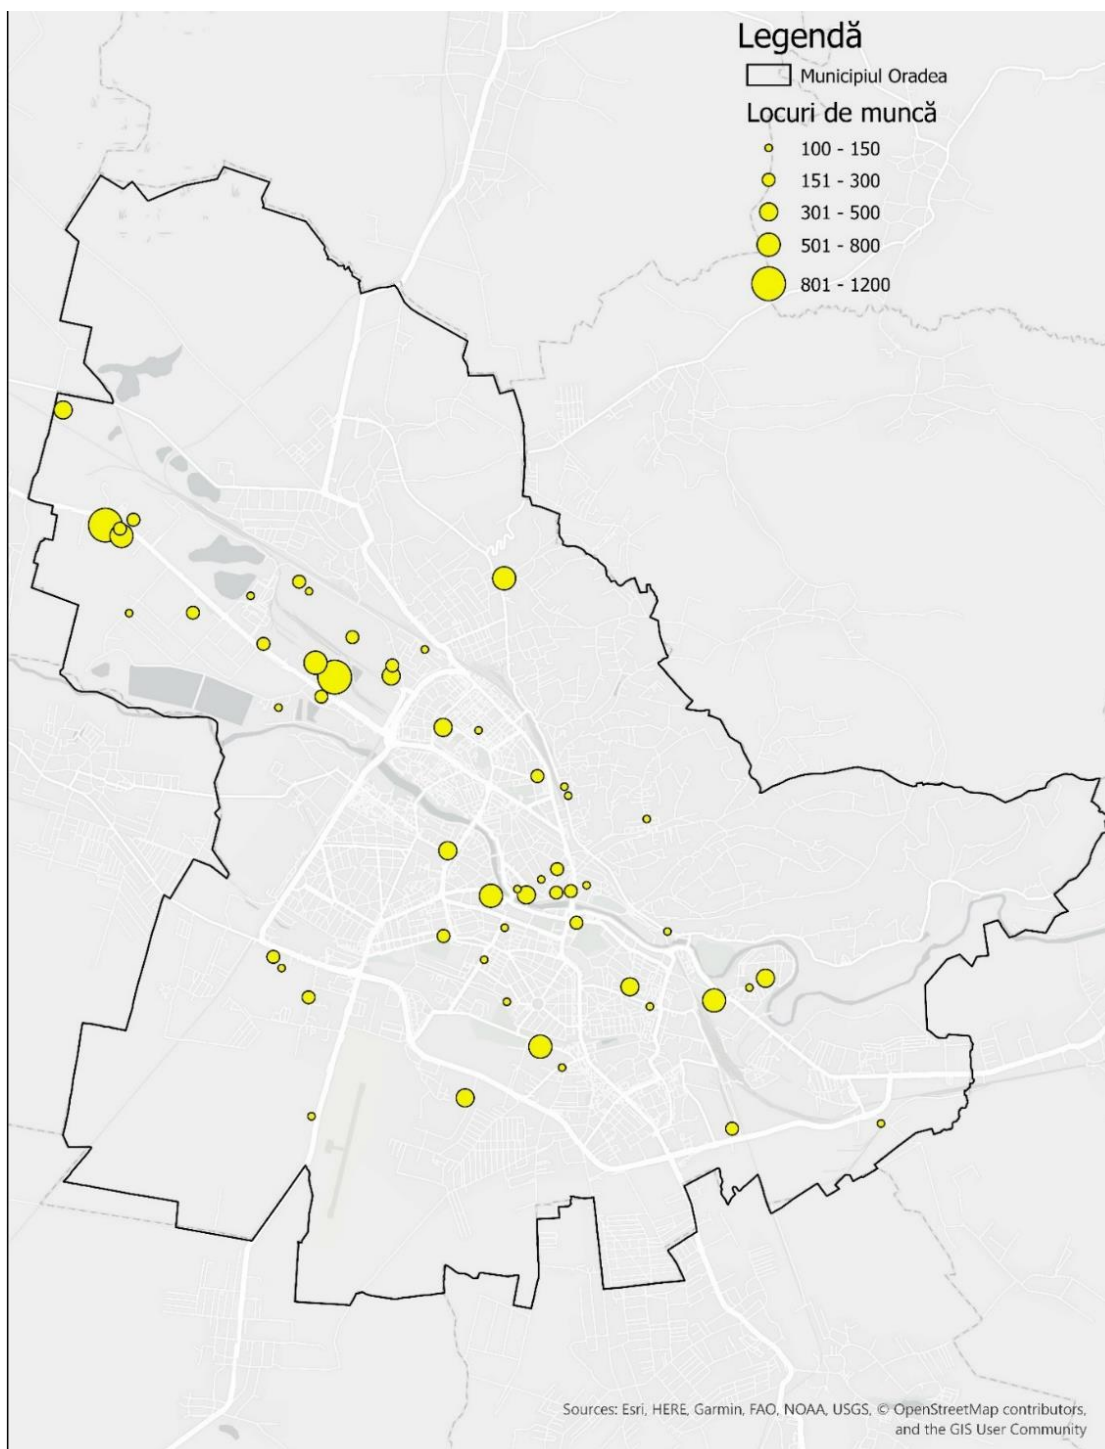 Legendă
Municipiul Oradea
Locuri de muncă
100 - 150
151 - 300
301 - 500
501 - 800
801 - 1200
Sources: Esri, HERE, Garmin, FAO, NOAA, USGS, © OpenStreetMap contributors,
and the GIS User Community